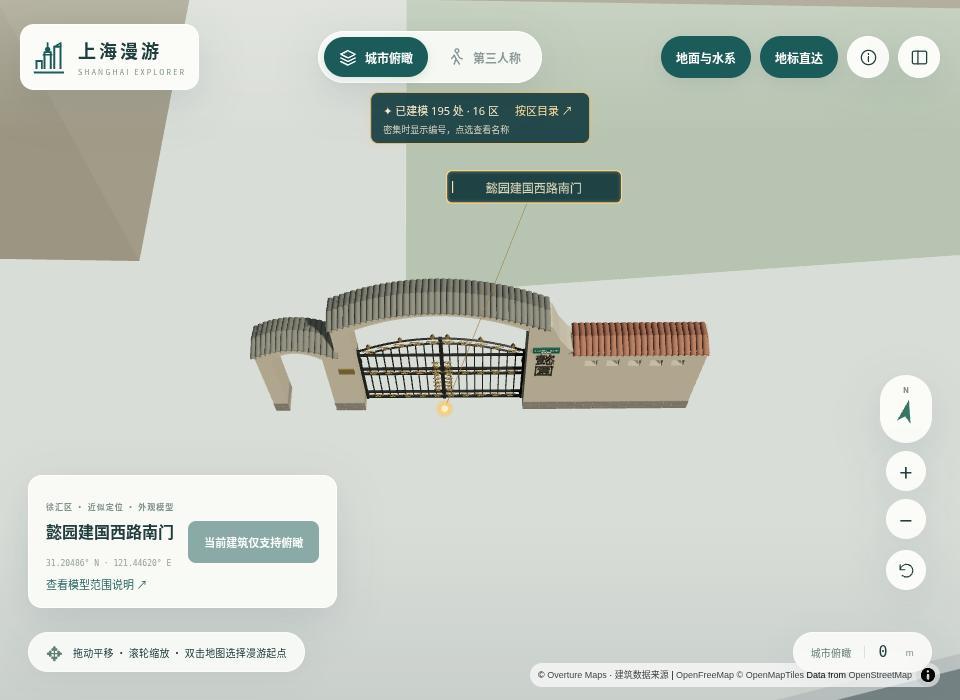 上海漫游
SHANGHAI EXPLORER
城市俯瞰
第三人称
地面与水系
地标直达
✦ 已建模 195 处 · 16 区 按区目录 ↗
密集时显示编号，点选查看名称
懿园建国西路南门
懿園
N
徐汇区 · 近似定位 · 外观模型
懿园建国西路南门
当前建筑仅支持俯瞰
31.20486° N · 121.44620° E
查看模型范围说明 ↗
拖动平移 · 滚轮缩放 · 双击地图选择漫游起点
城市俯瞰 0 m
© Overture Maps · 建筑数据来源 | OpenFreeMap © OpenMapTiles Data from OpenStreetMap